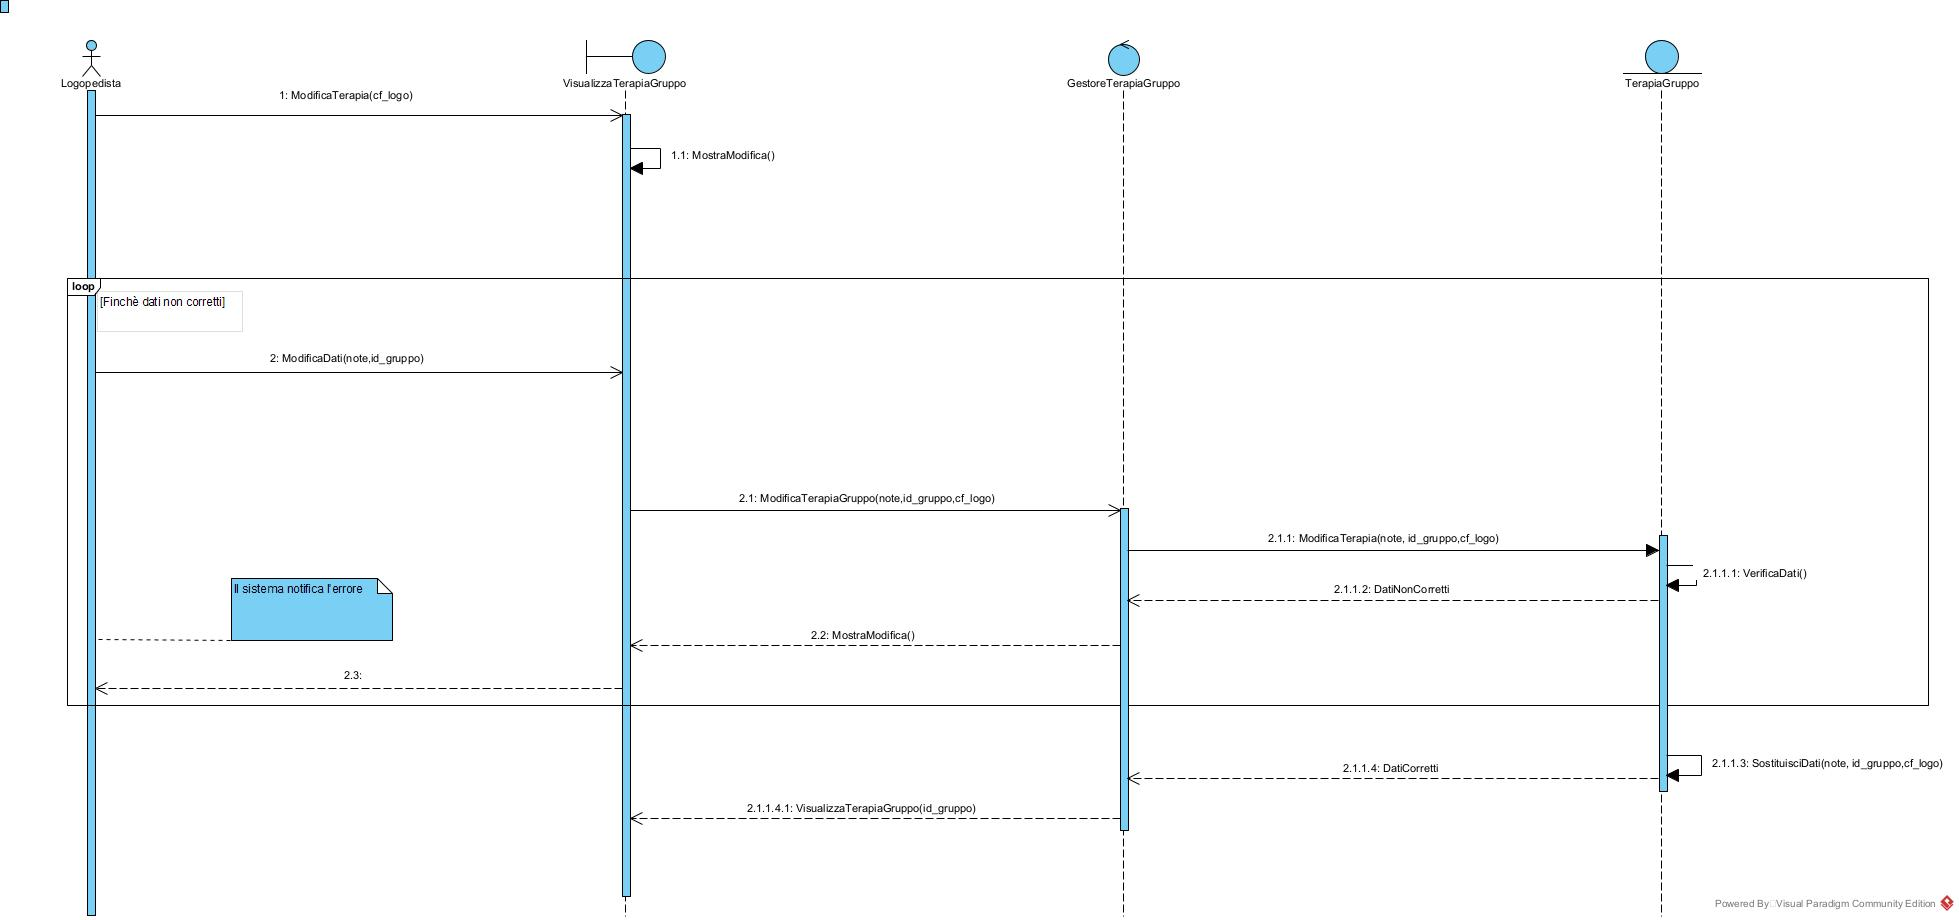 Logopedista
VisualizzaTerapiaGruppo
GestoreTerapiaGruppo
TerapiaGruppo
1: ModificaTerapia(cf_logo)
1.1: MostraModifica()
loop
[Finchè dati non corretti]
2: ModificaDati(note,id_gruppo)
2.1: ModificaTerapiaGruppo(note,id_gruppo,cf_logo)
2.1.1: ModificaTerapia(note, id_gruppo,cf_logo)
2.1.1.1: VerificaDati()
Il sistema notifica l'errore
2.1.1.2: DatiNonCorretti
2.2: MostraModifica()
2.3:
2.1.1.3: SostituisciDati(note, id_gruppo,cf_logo)
2.1.1.4: DatiCorretti
2.1.1.4.1: VisualizzaTerapiaGruppo(id_gruppo)
Powered By Visual Paradigm Community Edition